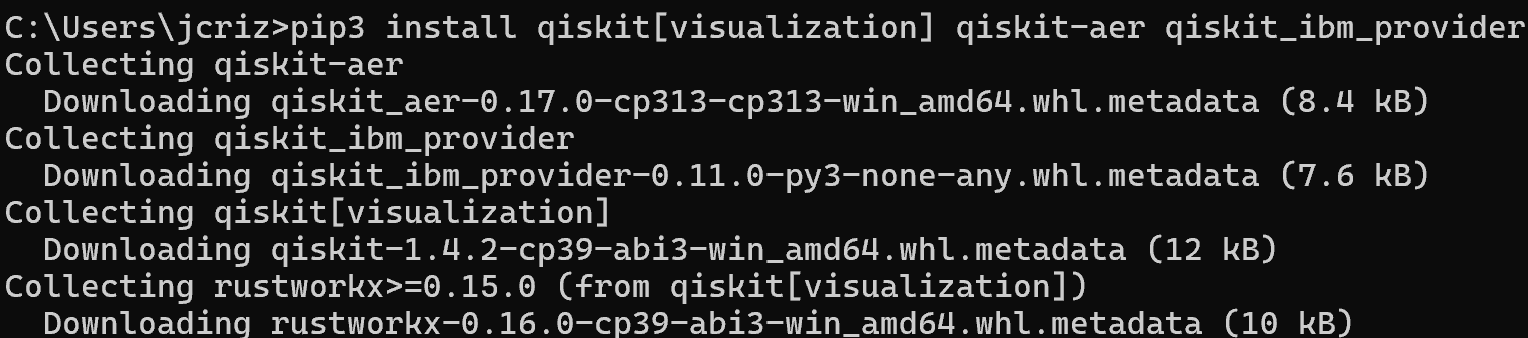 C:\Users\jcriz>pip3 install qiskit[visualization] qiskit-aer qiskit_ibm_provider
Collecting qiskit-aer
  Downloading qiskit_aer-0.17.0-cp313-cp313-win_amd64.whl.metadata (8.4 kB)
Collecting qiskit_ibm_provider
  Downloading qiskit_ibm_provider-0.11.0-py3-none-any.whl.metadata (7.6 kB)
Collecting qiskit[visualization]
  Downloading qiskit-1.4.2-cp39-abi3-win_amd64.whl.metadata (12 kB)
Collecting rustworkx>=0.15.0 (from qiskit[visualization])
  Downloading rustworkx-0.16.0-cp39-abi3-win_amd64.whl.metadata (10 kB)